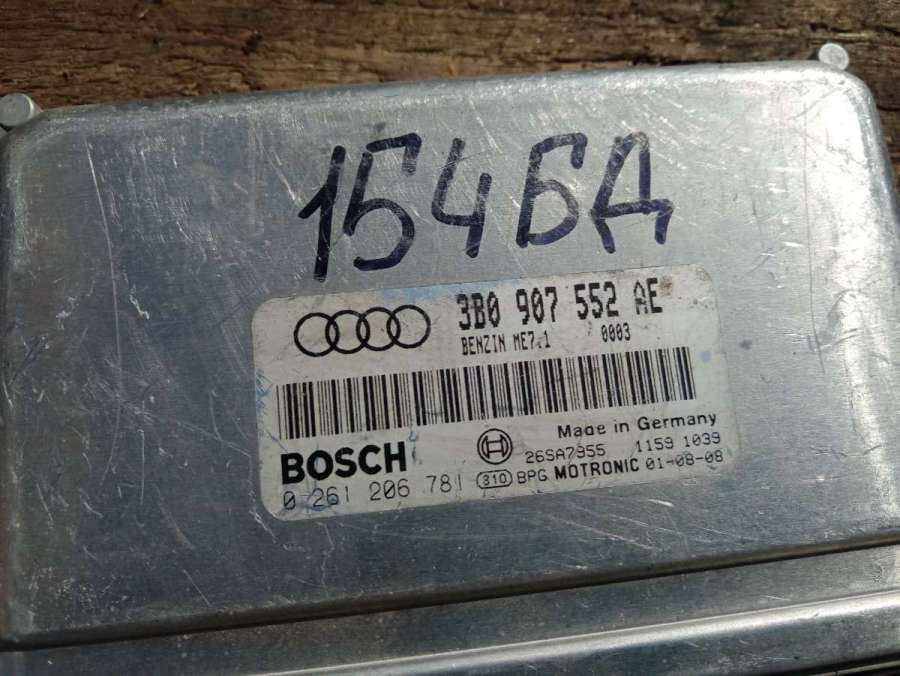 154БД
3B0 907 552 AE
BENZIN ME7.1 0003
Made in Germany
BOSCH 26SA7955 1159 1039
0 261 206 781 310 BPG MOTRONIC 01-08-08